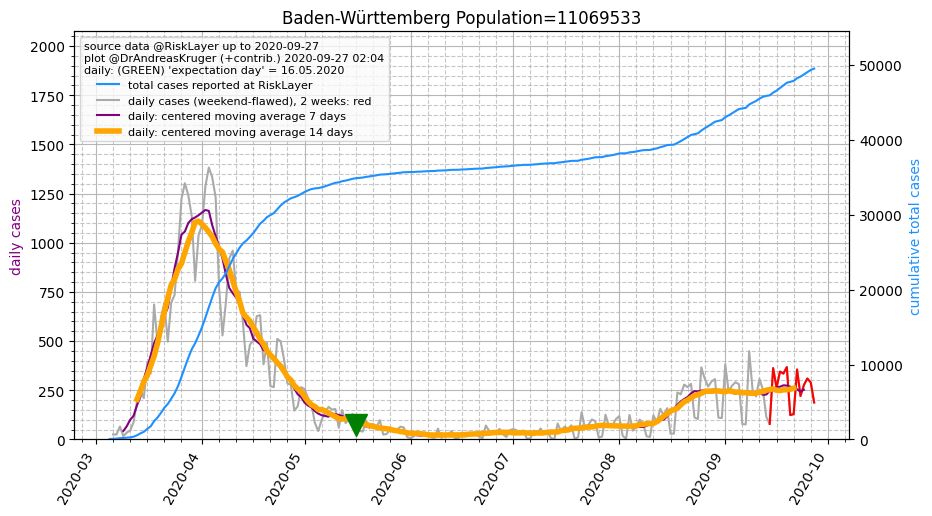 Baden-Württemberg Population=11069533
source data @RiskLayer up to 2020-09-27
plot @DrAndreasKruger (+contrib.) 2020-09-27 02:04
daily: (GREEN) 'expectation day' = 16.05.2020
total cases reported at RiskLayer
daily cases (weekend-flawed), 2 weeks: red
daily: centered moving average 7 days
daily: centered moving average 14 days
daily cases
2000
1750
1500
1250
1000
750
500
250
0
50000
40000
30000
20000
10000
0
cumulative total cases
2020-03
2020-04
2020-05
2020-06
2020-07
2020-08
2020-09
2020-10